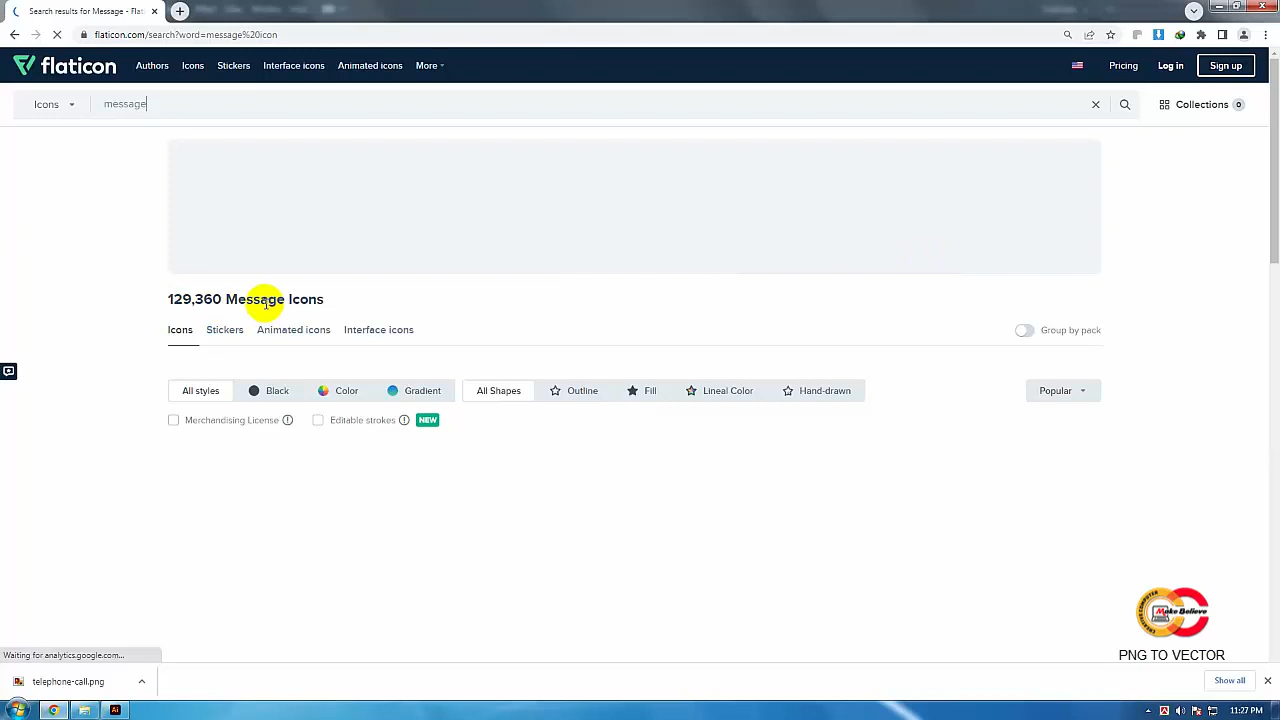 Search results for Message - Flati
flaticon.com/search?word=message%20icon
flaticon
Authors
Icons
Stickers
Interface icons
Animated icons
More
Pricing
Log in
Sign up
Icons
message
Collections
0
129,360 Message Icons
Icons
Stickers
Animated icons
Interface icons
Group by pack
All styles
Black
Color
Gradient
All Shapes
Outline
Fill
Lineal Color
Hand-drawn
Popular
Merchandising License
Editable strokes
NEW
Make Believe
PNG TO VECTOR
Waiting for analytics.google.com...
telephone-call.png
Show all
11:27 PM